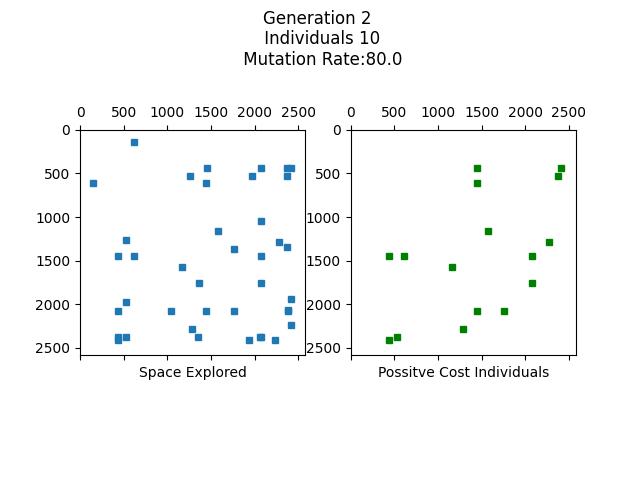 Generation 2
Individuals 10
Mutation Rate:80.0
0 500 1000 1500 2000 2500
0 500 1000 1500 2000 2500
0
500
1000
1500
2000
2500
0
500
1000
1500
2000
2500
Space Explored
Possitve Cost Individuals